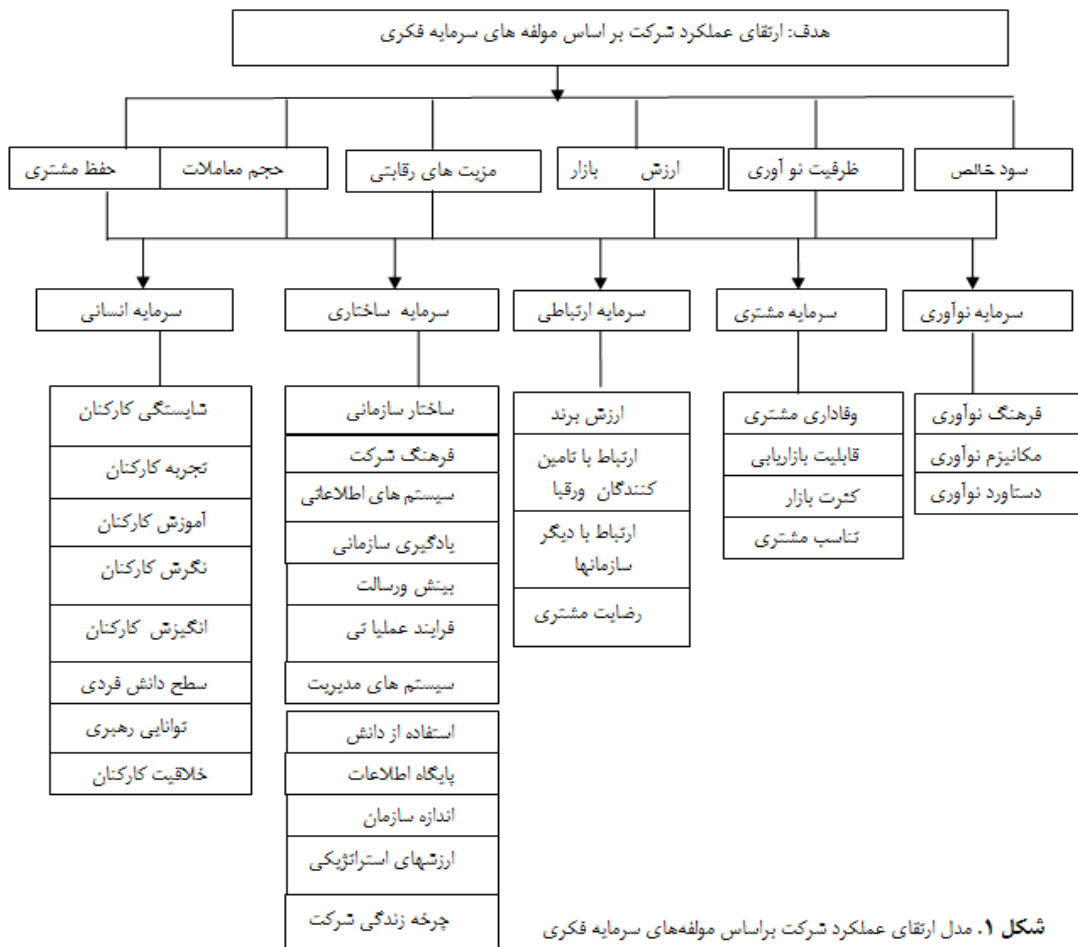 هدف: ارتقای عملکرد شرکت بر اساس مولفه های سرمایه فکری
سود خالص
ظرفیت نو آوری
ارزش بازار
مزیت های رقابتی
حجم معاملات
حفظ مشتری
سرمایه نوآوری
سرمایه مشتری
سرمایه ارتباطی
سرمایه ساختاری
سرمایه انسانی
فرهنگ نوآوری
مکانیزم نوآوری
دستاورد نوآوری
وفاداری مشتری
قابلیت بازاریابی
کثرت بازار
تناسب مشتری
ارزش برند
ارتباط با تامین
کنندگان ورقبا
ارتباط با دیگر
سازمانها
رضایت مشتری
ساختار سازمانی
فرهنگ شرکت
سیستم های اطلاعاتی
یادگیری سازمانی
بینش ورسالت
فرایند عملیا تی
سیستم های مدیریت
استفاده از دانش
پایگاه اطلاعات
اندازه سازمان
ارزشهای استراتژیکی
چرخه زندگی شرکت
شایستگی کارکنان
تجربه کارکنان
آموزش کارکنان
نگرش کارکنان
انگیزش کارکنان
سطح دانش فردی
توانایی رهبری
خلاقیت کارکنان
شکل ۱. مدل ارتقای عملکرد شرکت براساس مولفه‌های سرمایه فکری